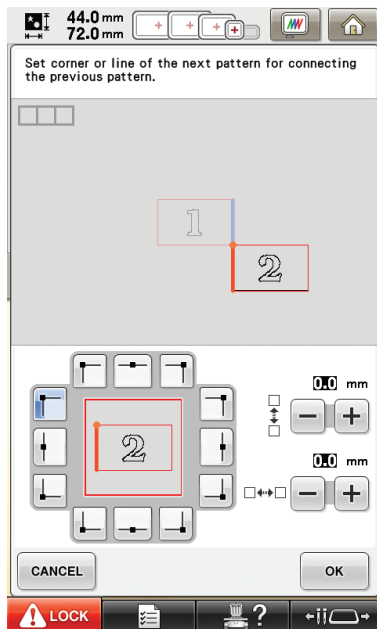 44.0 mm
72.0 mm
Set corner or line of the next pattern for connecting
the previous pattern.
1
2
0.0 mm
2
0.0 mm
CANCEL
OK
LOCK
?